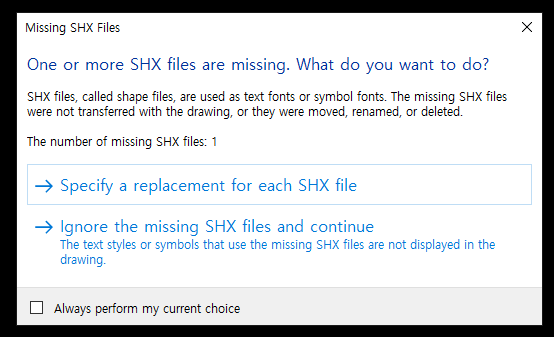 Missing SHX Files
One or more SHX files are missing. What do you want to do?
SHX files, called shape files, are used as text fonts or symbol fonts. The missing SHX files
were not transferred with the drawing, or they were moved, renamed, or deleted.
The number of missing SHX files: 1
Specify a replacement for each SHX file
Ignore the missing SHX files and continue
The text styles or symbols that use the missing SHX files are not displayed in the
drawing.
Always perform my current choice